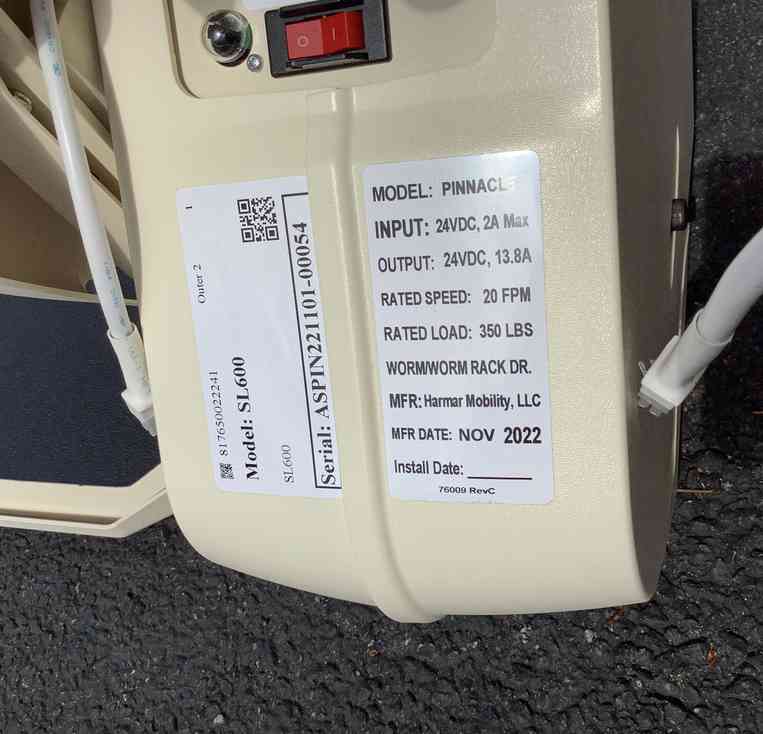 1
Outer 2
817650022241
Model: SL600
SL600
Serial: ASPIN221101-00054
MODEL: PINNACLE
INPUT: 24VDC, 2A Max
OUTPUT: 24VDC, 13.8A
RATED SPEED: 20 FPM
RATED LOAD: 350 LBS
WORM/WORM RACK DR.
MFR: Harmar Mobility, LLC
MFR DATE: NOV 2022
Install Date:
76009 RevC